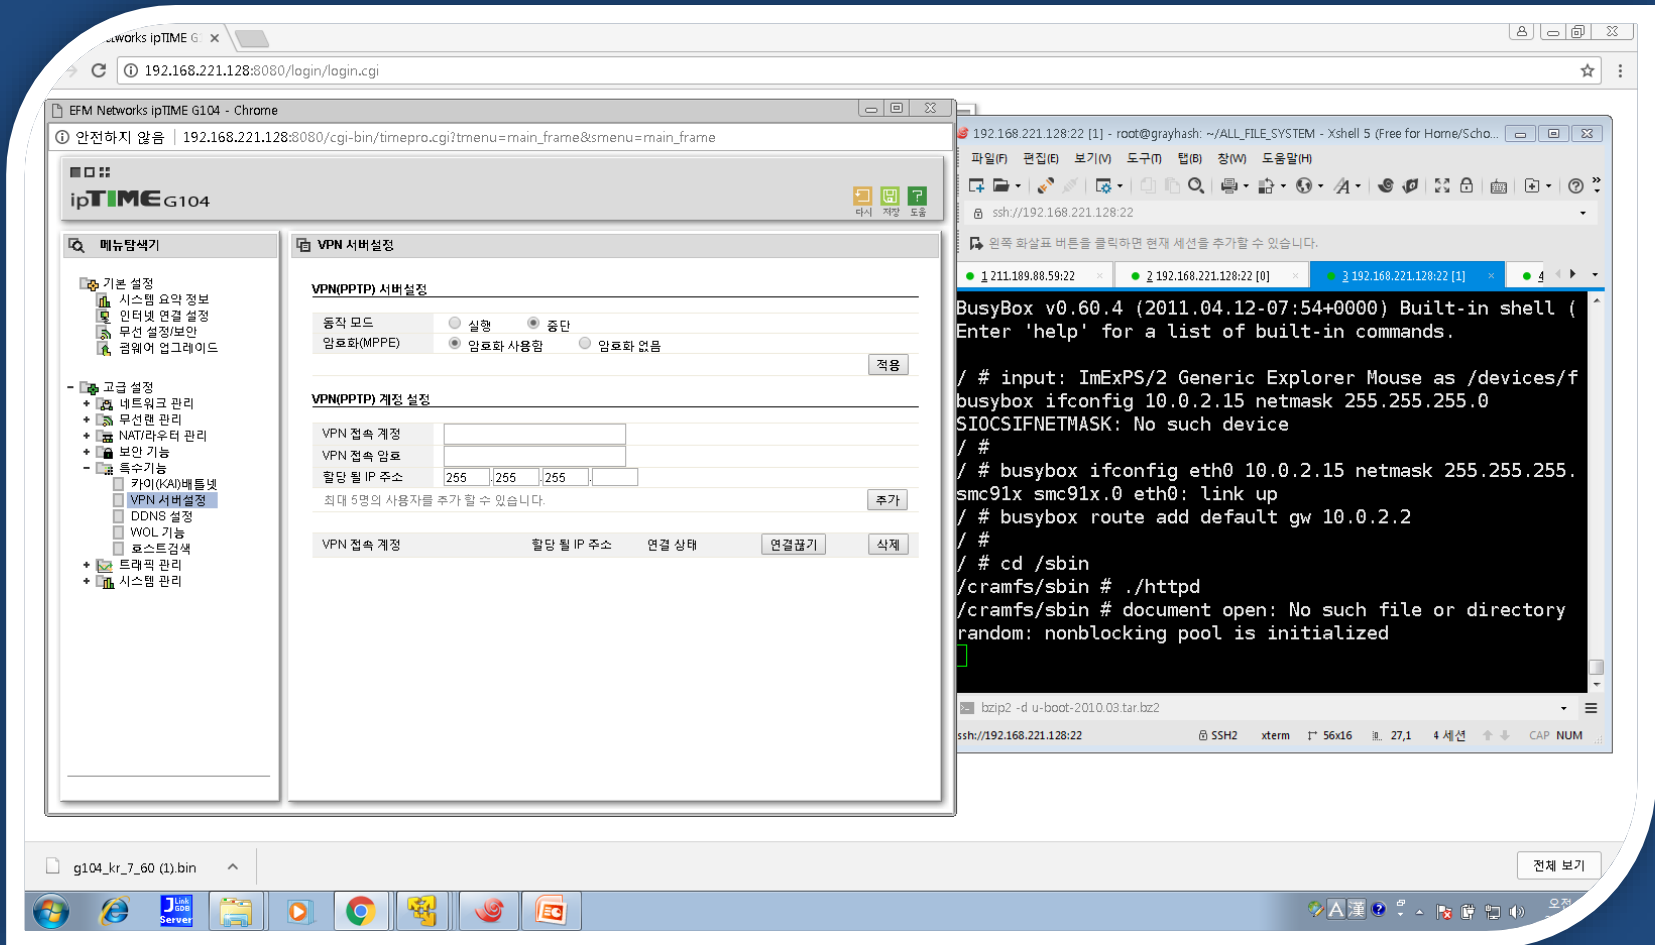 tworks ipTIME G
192.168.221.128:8080/login/login.cgi
EFM Networks ipTIME G104 - Chrome
안전하지 않음 | 192.168.221.128:8080/cgi-bin/timepro.cgi?tmenu=main_frame&smenu=main_frame
ipTIME G104
다시 저장 도움
메뉴탐색기
기본 설정
시스템 요약 정보
인터넷 연결 설정
무선 설정/보안
펌웨어 업그레이드
고급 설정
네트워크 관리
무선랜 관리
NAT/라우터 관리
보안 기능
특수기능
카이(KAI)배틀넷
VPN 서버설정
DDNS 설정
WOL 기능
호스트검색
트래픽 관리
시스템 관리
VPN 서버설정
VPN(PPTP) 서버설정
동작 모드 실행 중단
암호화(MPPE) 암호화 사용함 암호화 없음
적용
VPN(PPTP) 계정 설정
VPN 접속 계정
VPN 접속 암호
할당 될 IP 주소 255 . 255 . 255 .
최대 5명의 사용자를 추가 할 수 있습니다. 추가
VPN 접속 계정 할당 될 IP 주소 연결 상태 연결끊기 삭제
192.168.221.128:22 [1] - root@grayhash: ~/ALL_FILE_SYSTEM - Xshell 5 (Free for Home/Scho...
파일(F) 편집(E) 보기(V) 도구(T) 탭(B) 창(W) 도움말(H)
ssh://192.168.221.128:22
왼쪽 화살표 버튼을 클릭하면 현재 세션을 추가할 수 있습니다.
1 211.189.88.59:22 2 192.168.221.128:22 [0] 3 192.168.221.128:22 [1] 4
BusyBox v0.60.4 (2011.04.12-07:54+0000) Built-in shell (
Enter 'help' for a list of built-in commands.
/ # input: ImExPS/2 Generic Explorer Mouse as /devices/f
busybox ifconfig 10.0.2.15 netmask 255.255.255.0
SIOCSIFNETMASK: No such device
/ #
/ # busybox ifconfig eth0 10.0.2.15 netmask 255.255.255.
smc91x smc91x.0 eth0: link up
/ # busybox route add default gw 10.0.2.2
/ #
/ # cd /sbin
/cramfs/sbin # ./httpd
/cramfs/sbin # document open: No such file or directory
random: nonblocking pool is initialized
bzip2 -d u-boot-2010.03.tar.bz2
ssh://192.168.221.128:22 SSH2 xterm 56x16 27,1 4 세션 CAP NUM
g104_kr_7_60 (1).bin
전체 보기
J Link GDB Server
A 漢
오전